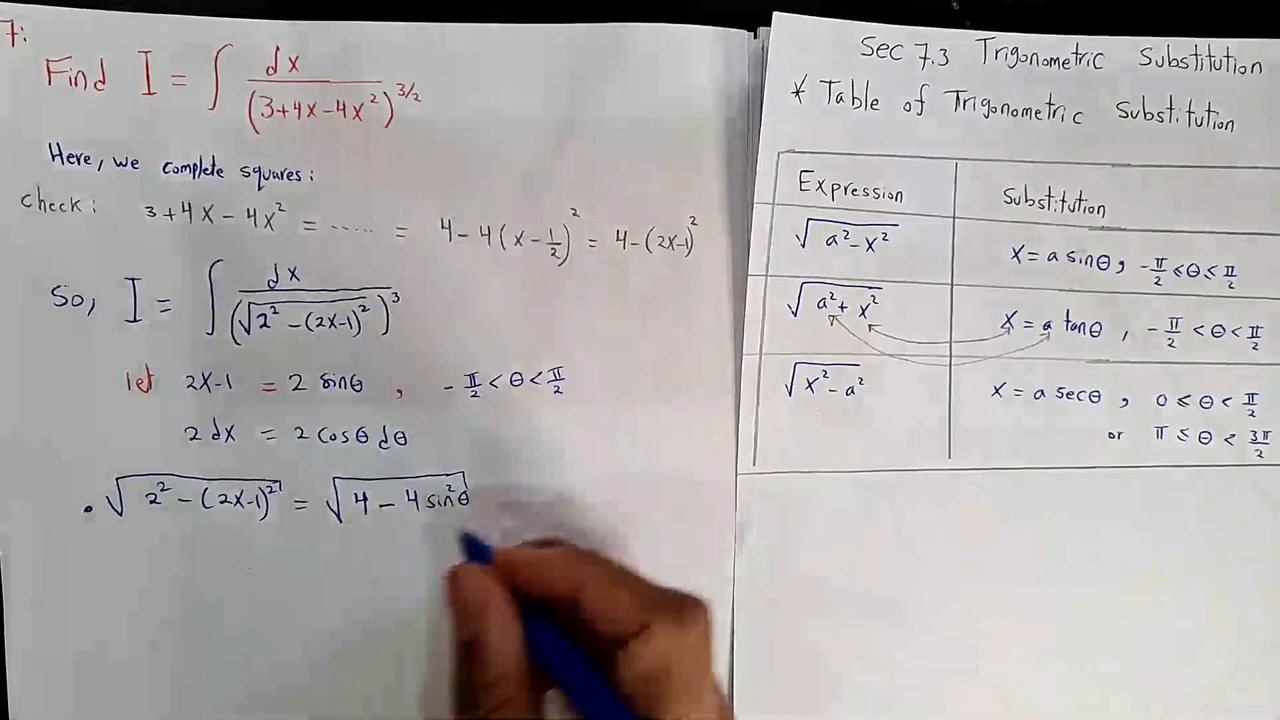 7:
Find I = ∫ dx / (3+4x-4x²)^3/2
Here, we complete squares:
check: 3+4x-4x² = ..... = 4-4(x-1/2)² = 4-(2x-1)²
So, I = ∫ dx / (√(2²-(2x-1)²))³
let 2x-1 = 2 sinθ, -π/2 < θ < π/2
2dx = 2 cosθ dθ
• √(2²-(2x-1)²) = √(4-4sin²θ)
Sec 7.3 Trigonometric Substitution
* Table of Trigonometric Substitution
Expression Substitution
√(a²-x²) x = a sinθ, -π/2 ≤ θ ≤ π/2
√(a²+x²) x = a tanθ, -π/2 < θ < π/2
√(x²-a²) x = a secθ, 0 ≤ θ < π/2
or π ≤ θ < 3π/2